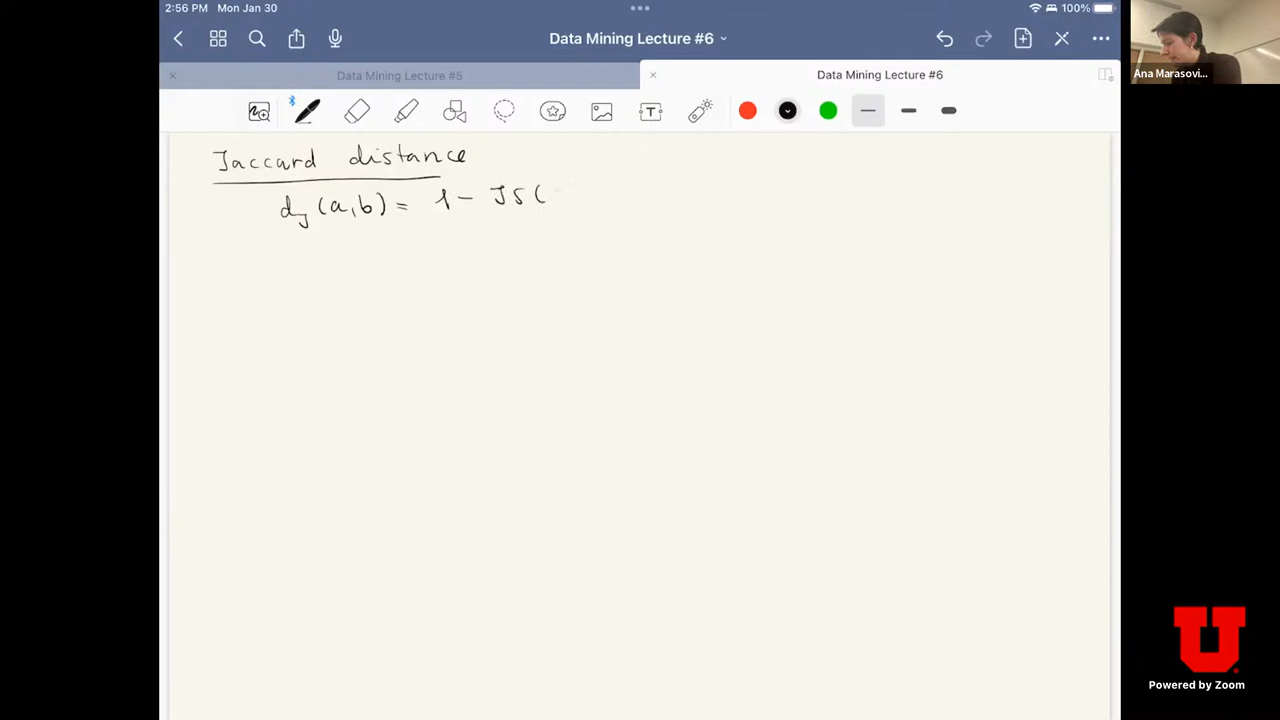 2:56 PM Mon Jan 30
100%
Data Mining Lecture #6
Data Mining Lecture #5
Data Mining Lecture #6
Ana Marasovi...
Jaccard distance
dJ (a,b) = 1 - JS(
U
Powered by Zoom